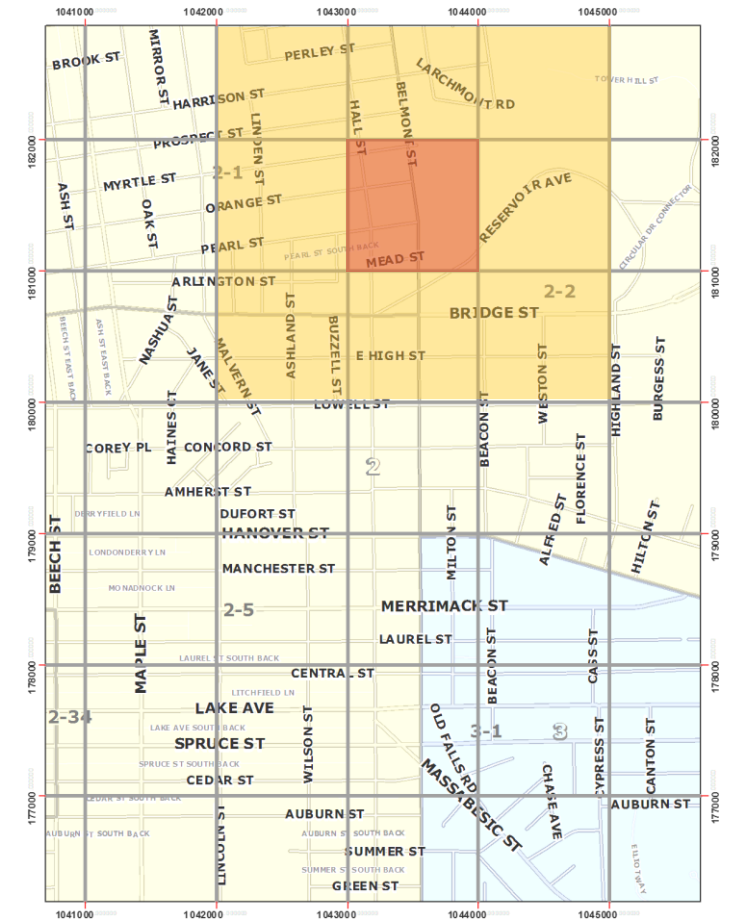 1041000 1042000 1043000 1044000 1045000
BROOK ST
MIRROR ST
PERLEY ST
LARCHMONT RD
TOWER HILL ST
HARRISON ST
HALL ST
BELMONT ST
182000
PROSPECT ST
LINDEN ST
182000
MYRTLE ST
2-1
RESERVOIR AVE
ASH ST
OAK ST
ORANGE ST
CIRCULAR DR CONNECTOR
PEARL ST
PEARL ST SOUTH BACK
MEAD ST
181000
181000
ARLINGTON ST
2-2
BRIDGE ST
BEECH ST EAST BACK
ASH ST EAST BACK
NASHUA ST
JANE ST
MALVERN ST
ASHLAND ST
BUZZELL ST
E HIGH ST
WESTON ST
HIGHLAND ST
BURGESS ST
180000
LOWELL ST
180000
HAINES CT
BEACON ST
COREY PL
CONCORD ST
2
FLORENCE ST
AMHERST ST
DERRYFIELD LN
DUFORT ST
ALFRED ST
HILTON ST
179000
HANOVER ST
MILTON ST
179000
BEECH ST
LONDONDERRY LN
MANCHESTER ST
MONADNOCK LN
2-5
MERRIMACK ST
MAPLE ST
LAUREL ST
BEACON ST
CASS ST
178000
LAUREL ST SOUTH BACK
178000
CENTRAL ST
LITCHFIELD LN
2-34
LAKE AVE
LAKE AVE SOUTH BACK
WILSON ST
OLD FALLS RD
3-1
3
CYPRESS ST
CANTON ST
SPRUCE ST
SPRUCE ST SOUTH BACK
CEDAR ST
MASSABESIC ST
CHASE AVE
177000
CEDAR ST SOUTH BACK
177000
AUBURN ST
AUBURN ST
LINCOLN ST
AUBURN ST SOUTH BACK
AUBURN ST SOUTH BACK
SUMMER ST
SUMMER ST SOUTH BACK
ELLIOT WAY
GREEN ST
1041000 1042000 1043000 1044000 1045000